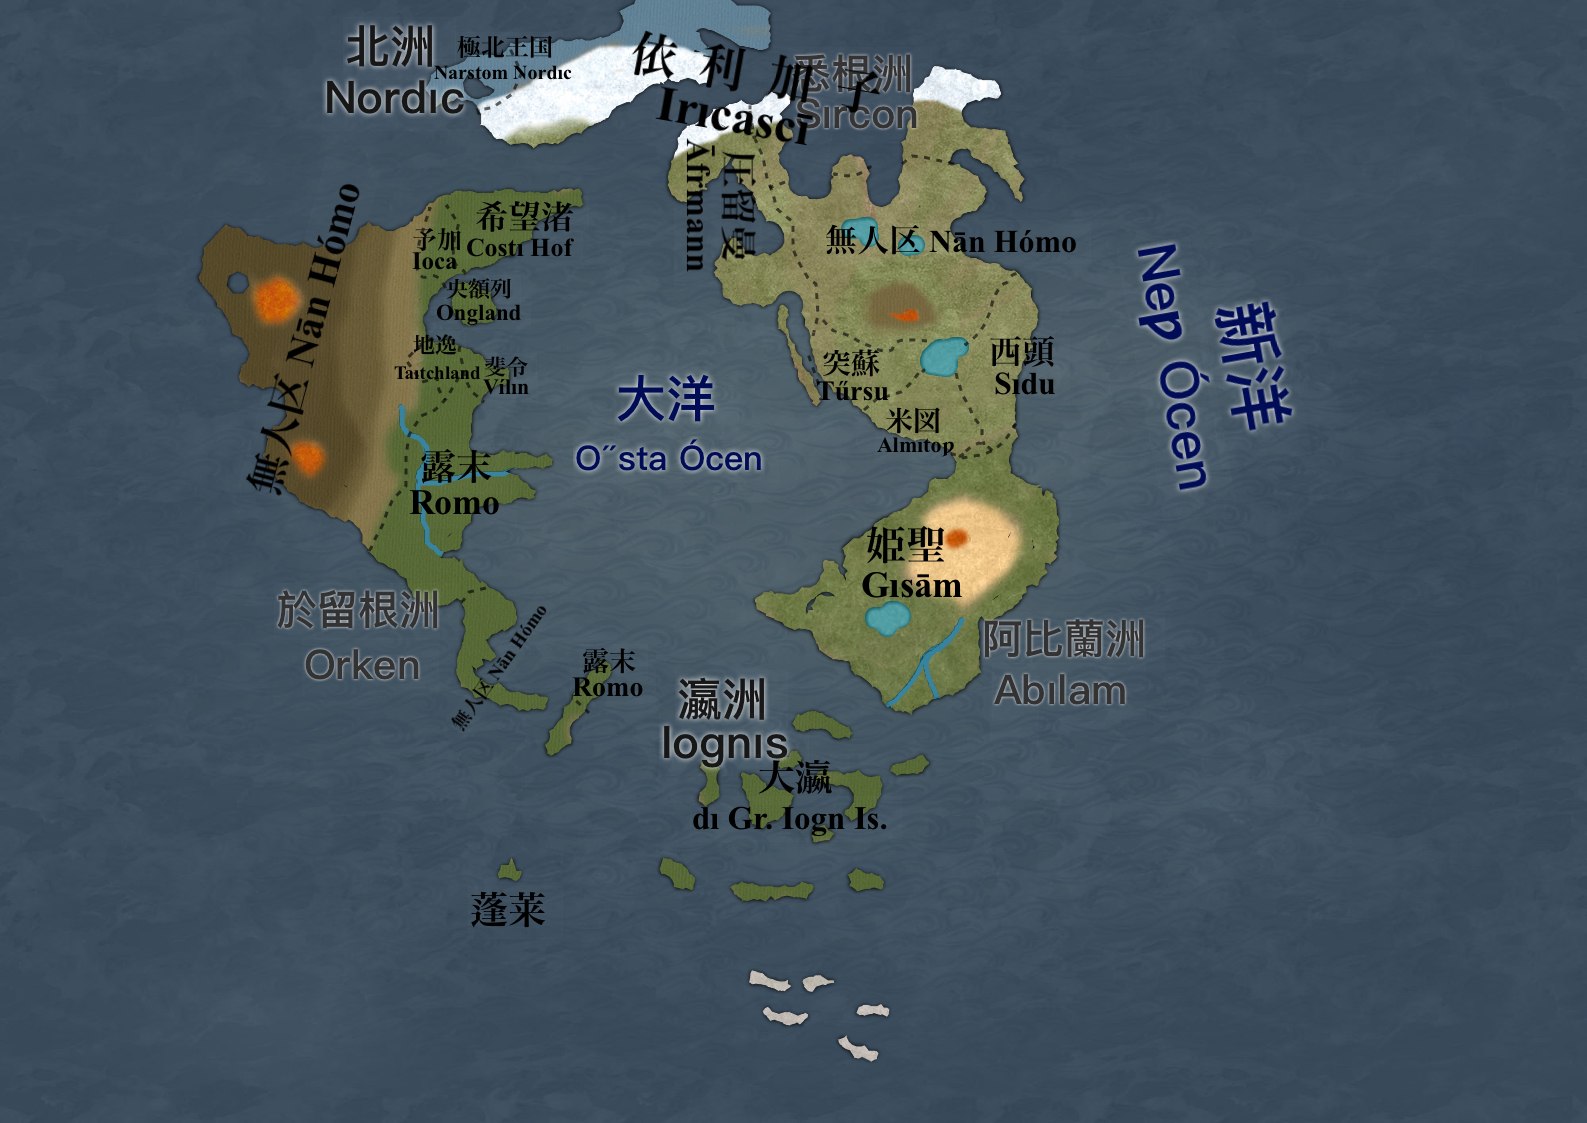 北洲
Nordıc
極北王国
Narstom Nordıc
依利加子
Irıcascī
悉根洲
Sırcon
圧留曼
Āfrmann
無人区 Nān Hómo
希望渚
Costı Hof
予加
Ioca
央額列
Ongland
地逸
Taıtchland
斐令
Vílın
無人区 Nān Hómo
新洋
Nep Ócen
大洋
O˝sta Ócen
突蘇
Tűrsu
西頭
Sıdu
米図
Almıtop
露末
Romo
姫聖
Gısām
於留根洲
Orken
無人区 Nān Hómo
露末
Romo
阿比蘭洲
Abılam
瀛洲
Iognıs
大瀛
dı Gr. Iogn Is.
蓬莱